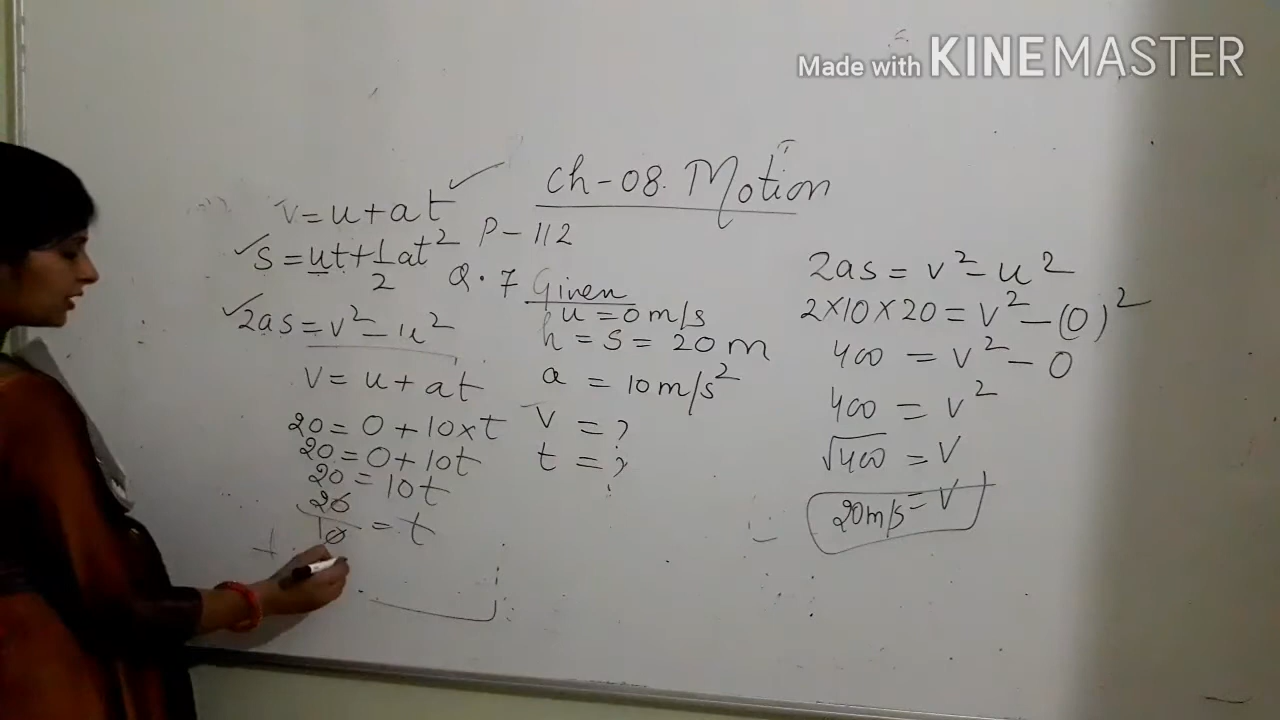 Made with KINEMASTER
Ch-08. Motion
v = u + at
P - 112
s = ut + 1/2 at²
Q. 7 Given
2as = v² - u²
u = 0 m/s
h = s = 20 m
a = 10 m/s²
v = ?
t = ?
v = u + at
20 = 0 + 10 × t
20 = 0 + 10t
20 = 10t
20/10 = t
2as = v² - u²
2×10×20 = v² - (0)²
400 = v² - 0
400 = v²
√400 = v
20m/s = v